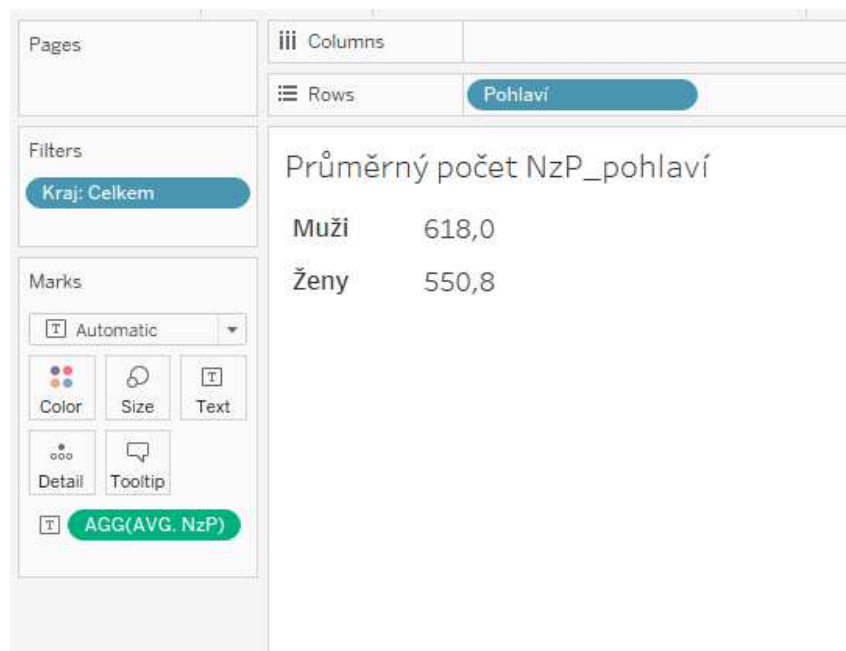 Pages
Columns
Rows
Pohlaví
Filters
Kraj: Celkem
Marks
Automatic
Color Size Text
Detail Tooltip
AGG(AVG. NzP)
Průměrný počet NzP_pohlaví
Muži 618,0
Ženy 550,8